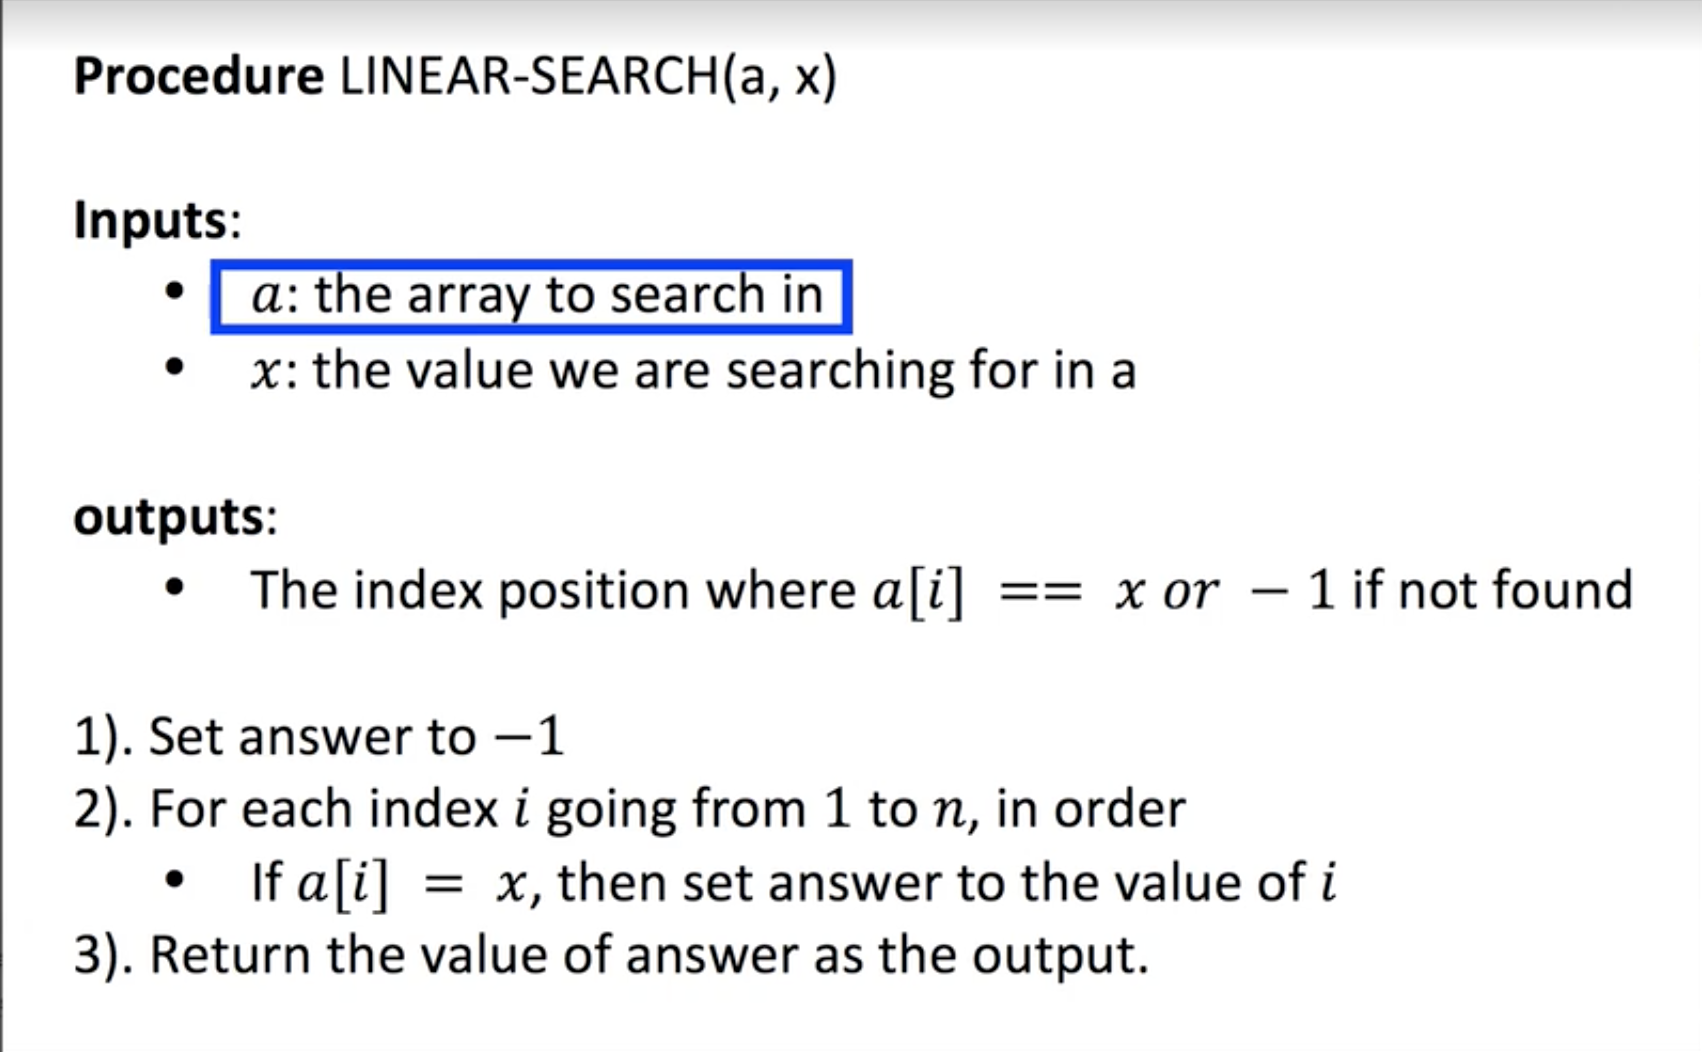 Procedure LINEAR-SEARCH(a, x)
Inputs:
• a: the array to search in
• x: the value we are searching for in a
outputs:
• The index position where a[i] == x or − 1 if not found
1). Set answer to −1
2). For each index i going from 1 to n, in order
• If a[i] = x, then set answer to the value of i
3). Return the value of answer as the output.